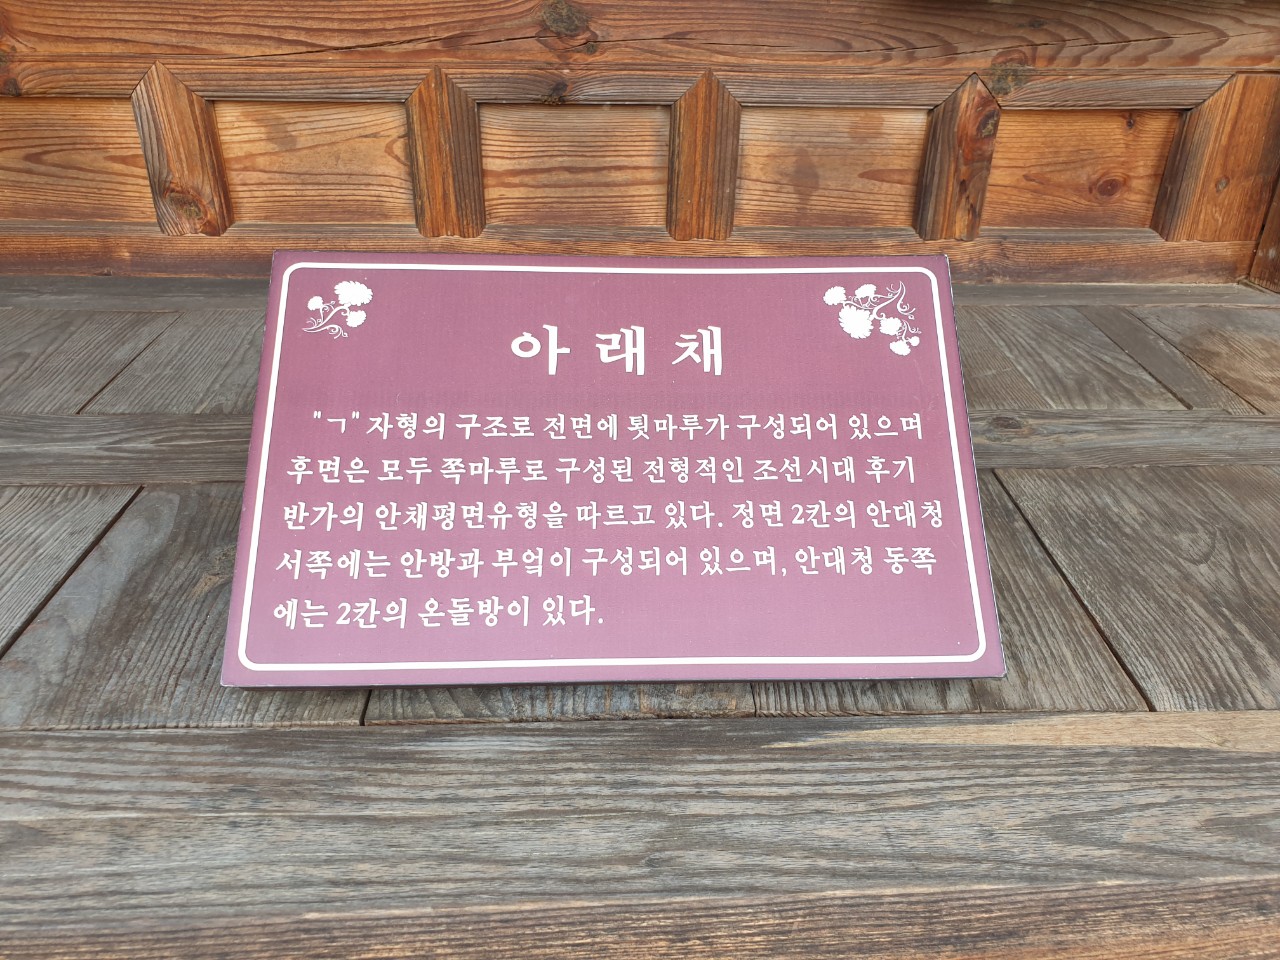 아래채
"ㄱ" 자형의 구조로 전면에 툇마루가 구성되어 있으며
후면은 모두 쪽마루로 구성된 전형적인 조선시대 후기
반가의 안채평면유형을 따르고 있다. 정면 2칸의 안대청
서쪽에는 안방과 부엌이 구성되어 있으며, 안대청 동쪽
에는 2칸의 온돌방이 있다.